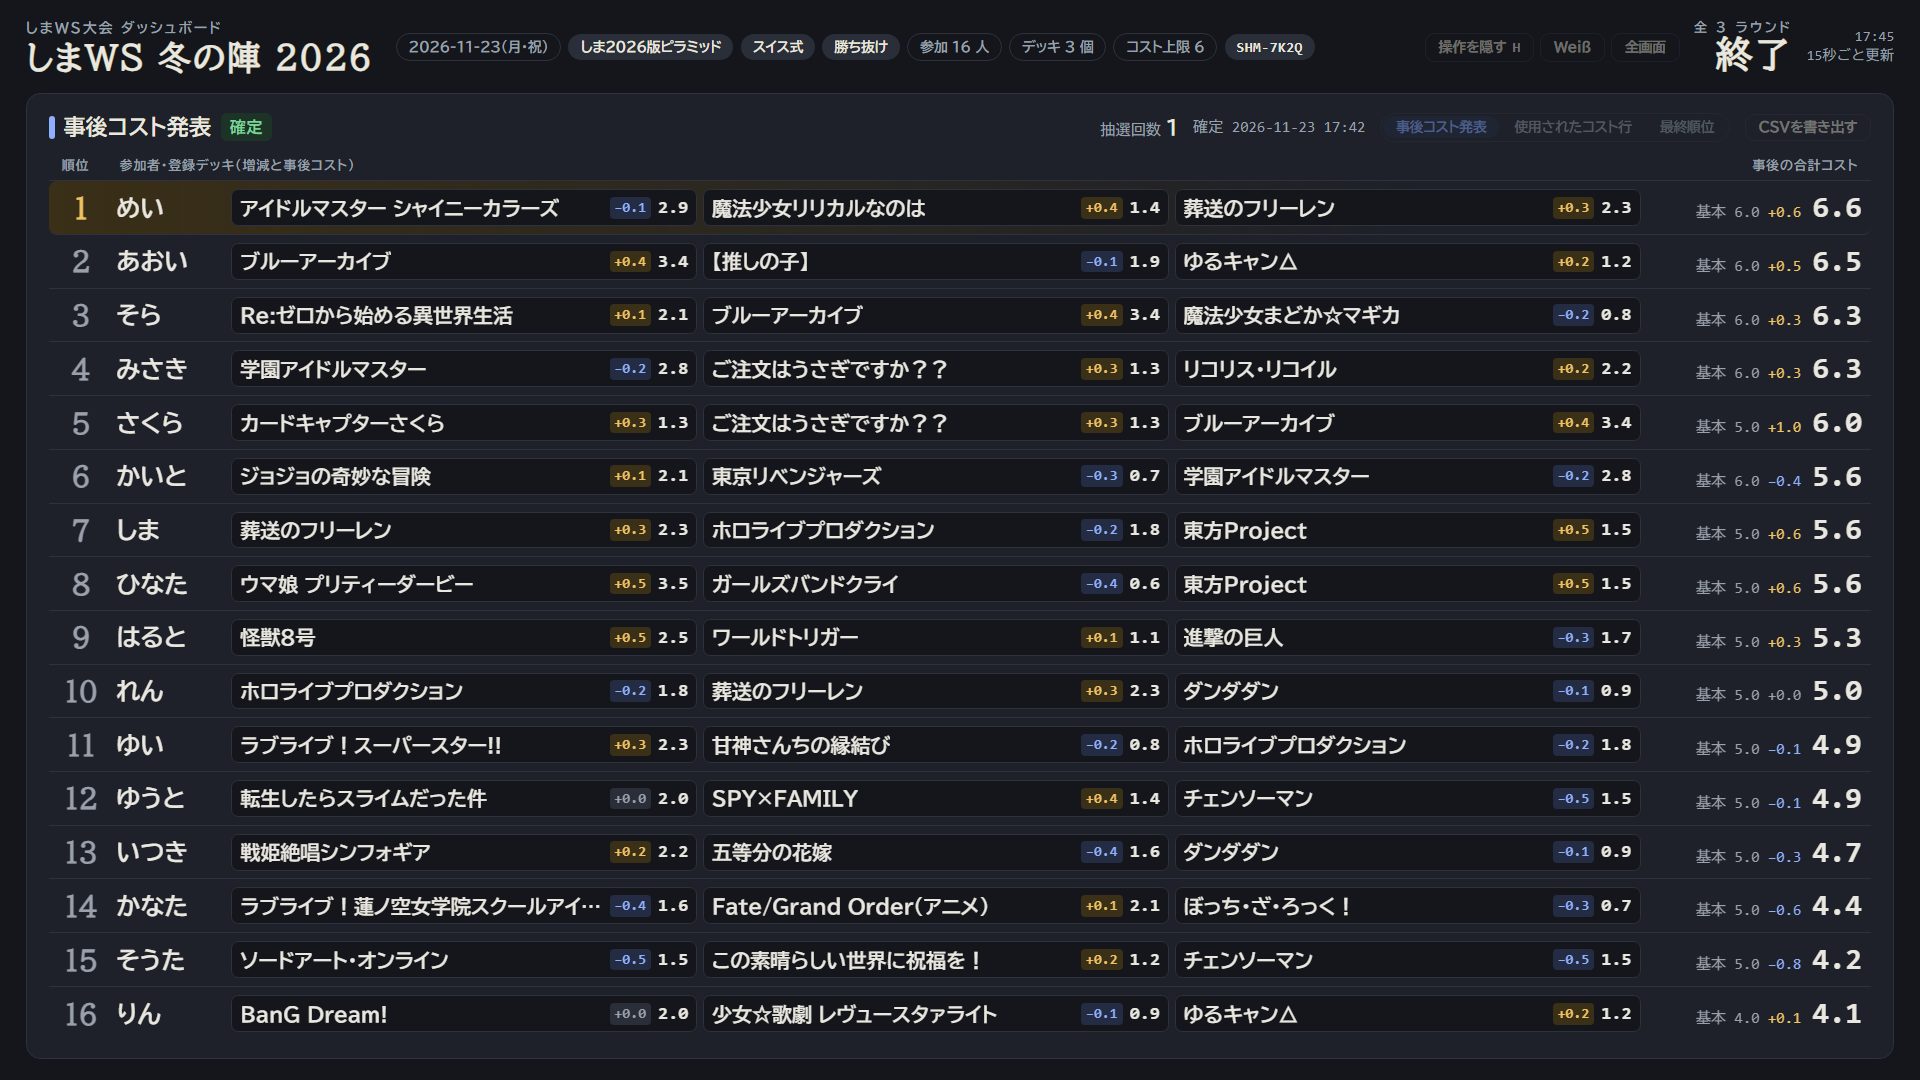 しまWS大会 ダッシュボード
しまWS 冬の陣 2026
2026-11-23(月・祝) しま2026版ピラミッド スイス式 勝ち抜け 参加 16 人 デッキ 3 個 コスト上限 6 SHM-7K2Q
操作を隠す H Weiß 全画面
全 3 ラウンド
終了
17:45
15秒ごと更新
事後コスト発表 確定
抽選回数 1 確定 2026-11-23 17:42 事後コスト発表 使用されたコスト行 最終順位 CSVを書き出す
順位 参加者・登録デッキ(増減と事後コスト) 事後の合計コスト
1 めい アイドルマスター シャイニーカラーズ −0.1 2.9 魔法少女リリカルなのは +0.4 1.4 葬送のフリーレン +0.3 2.3 基本 6.0 +0.6 6.6
2 あおい ブルーアーカイブ +0.4 3.4 【推しの子】 −0.1 1.9 ゆるキャン△ +0.2 1.2 基本 6.0 +0.5 6.5
3 そら Re:ゼロから始める異世界生活 +0.1 2.1 ブルーアーカイブ +0.4 3.4 魔法少女まどか☆マギカ −0.2 0.8 基本 6.0 +0.3 6.3
4 みさき 学園アイドルマスター −0.2 2.8 ご注文はうさぎですか？？ +0.3 1.3 リコリス・リコイル +0.2 2.2 基本 6.0 +0.3 6.3
5 さくら カードキャプターさくら +0.3 1.3 ご注文はうさぎですか？？ +0.3 1.3 ブルーアーカイブ +0.4 3.4 基本 5.0 +1.0 6.0
6 かいと ジョジョの奇妙な冒険 +0.1 2.1 東京リベンジャーズ −0.3 0.7 学園アイドルマスター −0.2 2.8 基本 6.0 −0.4 5.6
7 しま 葬送のフリーレン +0.3 2.3 ホロライブプロダクション −0.2 1.8 東方Project +0.5 1.5 基本 5.0 +0.6 5.6
8 ひなた ウマ娘 プリティーダービー +0.5 3.5 ガールズバンドクライ −0.4 0.6 東方Project +0.5 1.5 基本 5.0 +0.6 5.6
9 はると 怪獣8号 +0.5 2.5 ワールドトリガー +0.1 1.1 進撃の巨人 −0.3 1.7 基本 5.0 +0.3 5.3
10 れん ホロライブプロダクション −0.2 1.8 葬送のフリーレン +0.3 2.3 ダンダダン −0.1 0.9 基本 5.0 +0.0 5.0
11 ゆい ラブライブ！スーパースター!! +0.3 2.3 甘神さんちの縁結び −0.2 0.8 ホロライブプロダクション −0.2 1.8 基本 5.0 −0.1 4.9
12 ゆうと 転生したらスライムだった件 +0.0 2.0 SPY×FAMILY +0.4 1.4 チェンソーマン −0.5 1.5 基本 5.0 −0.1 4.9
13 いつき 戦姫絶唱シンフォギア +0.2 2.2 五等分の花嫁 −0.4 1.6 ダンダダン −0.1 0.9 基本 5.0 −0.3 4.7
14 かなた ラブライブ！蓮ノ空女学院スクールアイ… −0.4 1.6 Fate/Grand Order(アニメ) +0.1 2.1 ぼっち・ざ・ろっく！ −0.3 0.7 基本 5.0 −0.6 4.4
15 そうた ソードアート・オンライン −0.5 1.5 この素晴らしい世界に祝福を！ +0.2 1.2 チェンソーマン −0.5 1.5 基本 5.0 −0.8 4.2
16 りん BanG Dream! +0.0 2.0 少女☆歌劇 レヴュースタァライト −0.1 0.9 ゆるキャン△ +0.2 1.2 基本 4.0 +0.1 4.1